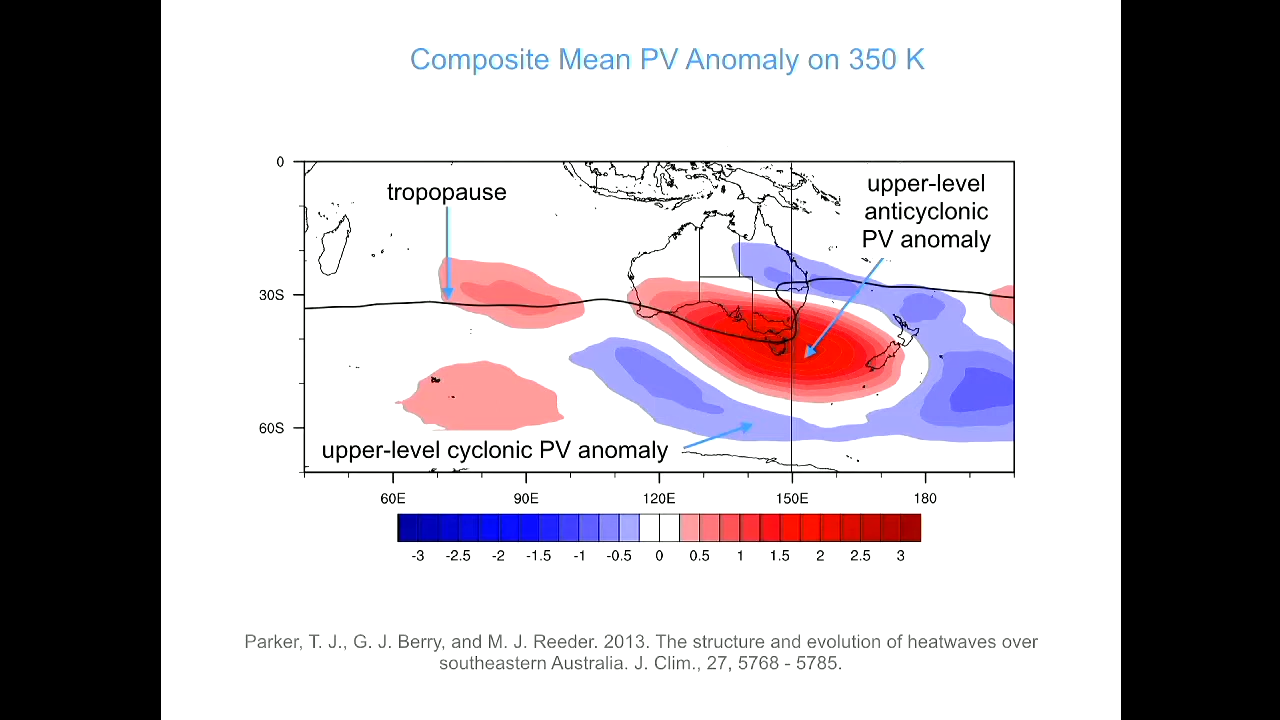 Composite Mean PV Anomaly on 350 K
tropopause
upper-level
anticyclonic
PV anomaly
upper-level cyclonic PV anomaly
0
30S
60S
60E 90E 120E 150E 180
-3 -2.5 -2 -1.5 -1 -0.5 0 0.5 1 1.5 2 2.5 3
Parker, T. J., G. J. Berry, and M. J. Reeder. 2013. The structure and evolution of heatwaves over
southeastern Australia. J. Clim., 27, 5768 - 5785.